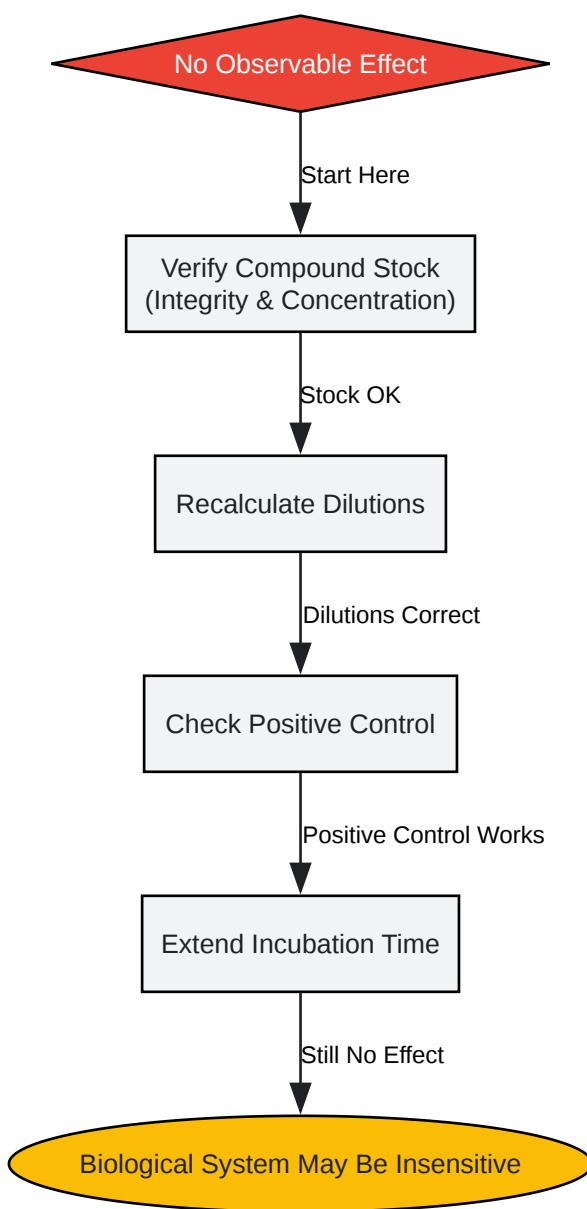 No Observable Effect
Start Here
Verify Compound Stock
(Integrity & Concentration)
Stock OK
Recalculate Dilutions
Dilutions Correct
Check Positive Control
Positive Control Works
Extend Incubation Time
Still No Effect
Biological System May Be Insensitive